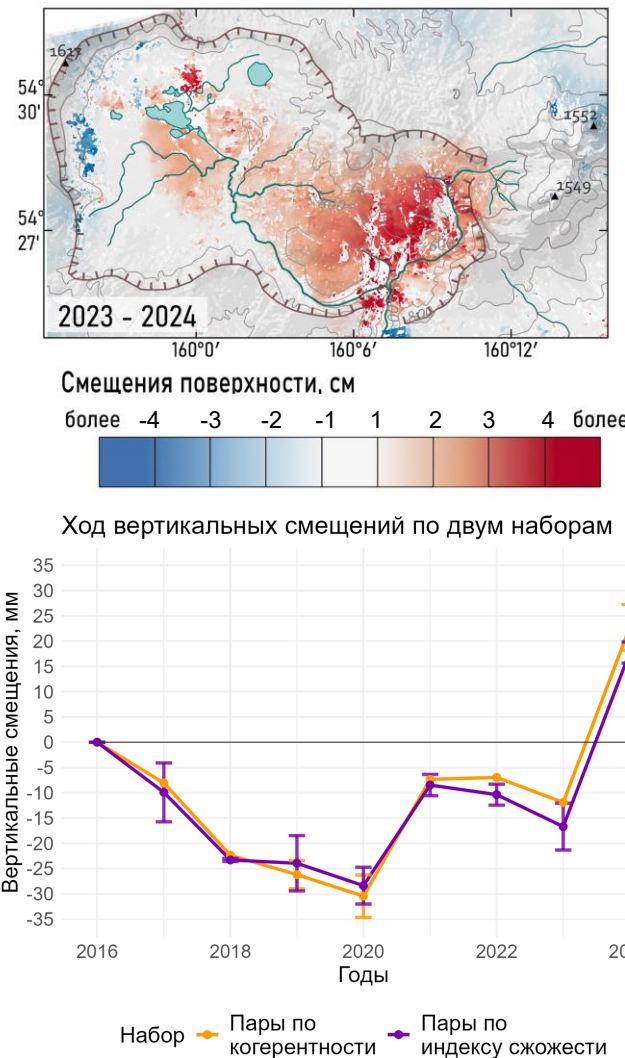 1617
54°
30'
1552
1549
54°
27'
1800
2023 - 2024
160°0′
160°6′
160°12′
Смещения поверхности, см
более -4 -3 -2 -1 1 2 3 4 более
Ход вертикальных смещений по двум наборам
Вертикальные смещения, мм
35
30
25
20
15
10
5
0
-5
-10
-15
-20
-25
-30
-35
2016 2018 2020 2022 20
Годы
Набор
Пары по
когерентности
Пары по
индексу сжожести